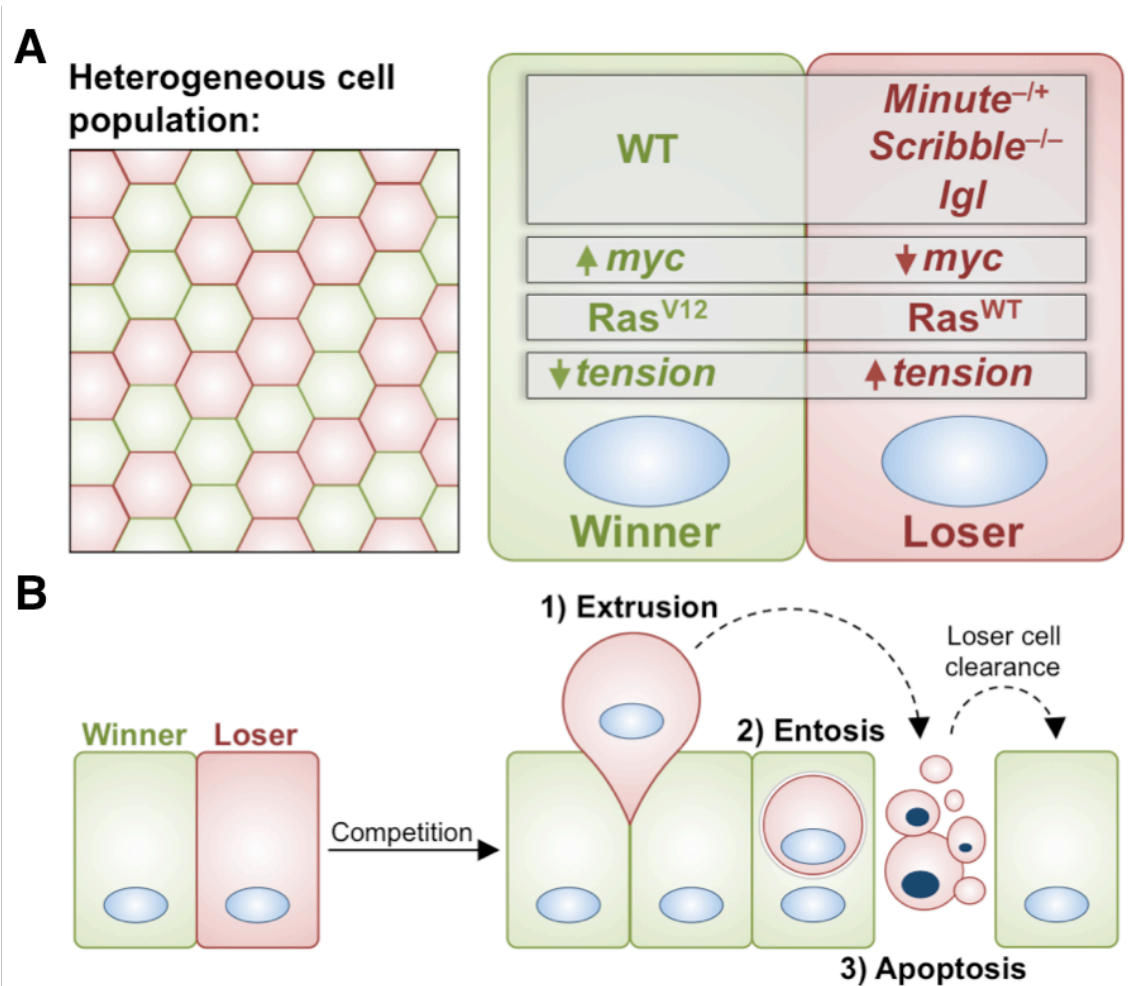 A
Heterogeneous cell
population:
WT
Minute–/+
Scribble–/–
lgl
↑ myc
↓ myc
RasV12
RasWT
↓ tension
↑ tension
Winner
Loser
B
1) Extrusion
Loser cell
clearance
Winner
Loser
2) Entosis
Competition
3) Apoptosis